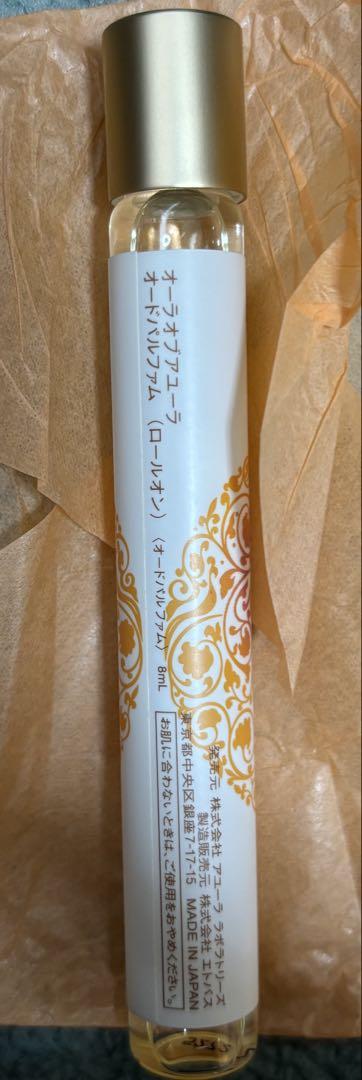 オーラオブアユーラ
オードパルファム （ロールオン）〈オードパルファム〉 8mL
発売元 株式会社 アユーラ ラボラトリーズ
製造販売元 株式会社 エトバス
東京都中央区銀座7-17-15 MADE IN JAPAN
お肌に合わないときは、ご使用をおやめください。